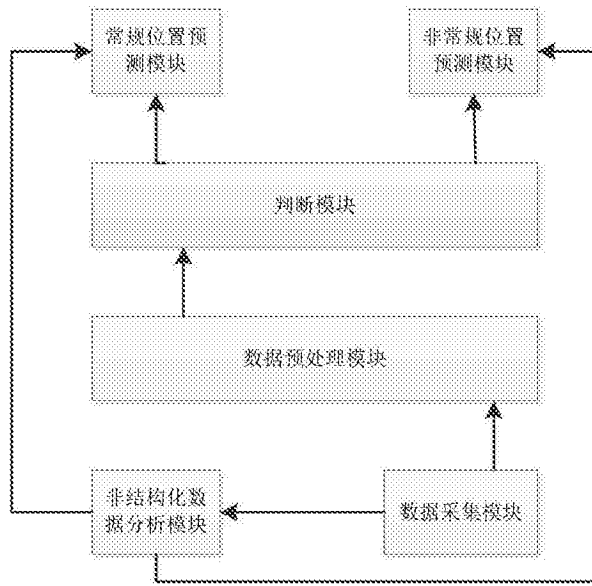 常规位置预
测模块
非常规位置
预测模块
判断模块
数据预处理模块
非结构化数
据分析模块
数据采集模块